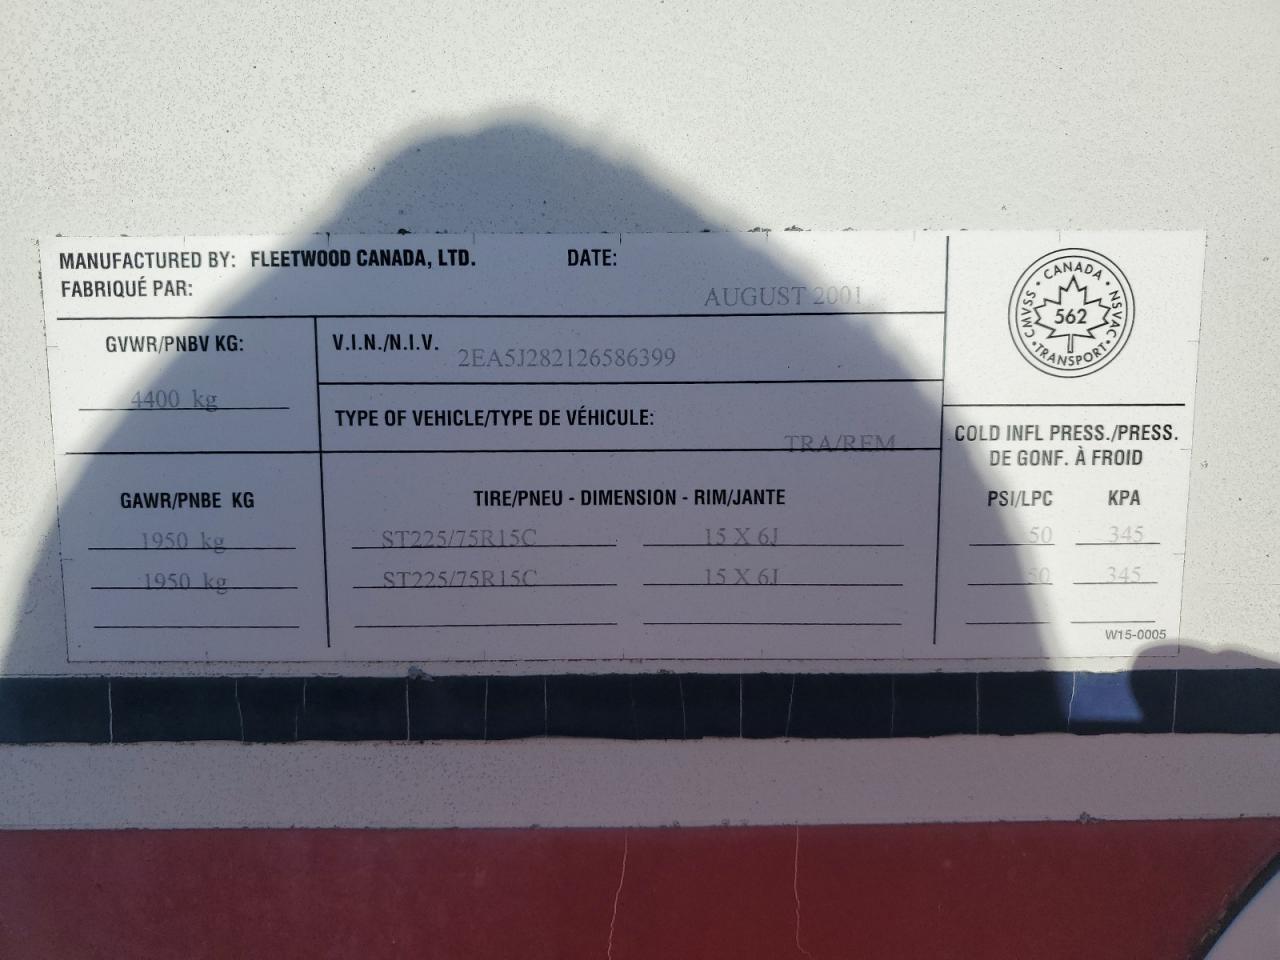 MANUFACTURED BY: FLEETWOOD CANADA, LTD. DATE:
FABRIQUÉ PAR:
AUGUST 2001
CANADA
CMVSS
NSVAC
562
TRANSPORT
GVWR/PNBV KG:
4400 kg
V.I.N./N.I.V.
2EA5J282126586399
TYPE OF VEHICLE/TYPE DE VÉHICULE:
TRA/REM
COLD INFL PRESS./PRESS.
DE GONF. À FROID
GAWR/PNBE KG TIRE/PNEU - DIMENSION - RIM/JANTE PSI/LPC KPA
1950 kg ST225/75R15C 15 X 6J 50 345
1950 kg ST225/75R15C 15 X 6J 50 345
W15-0005